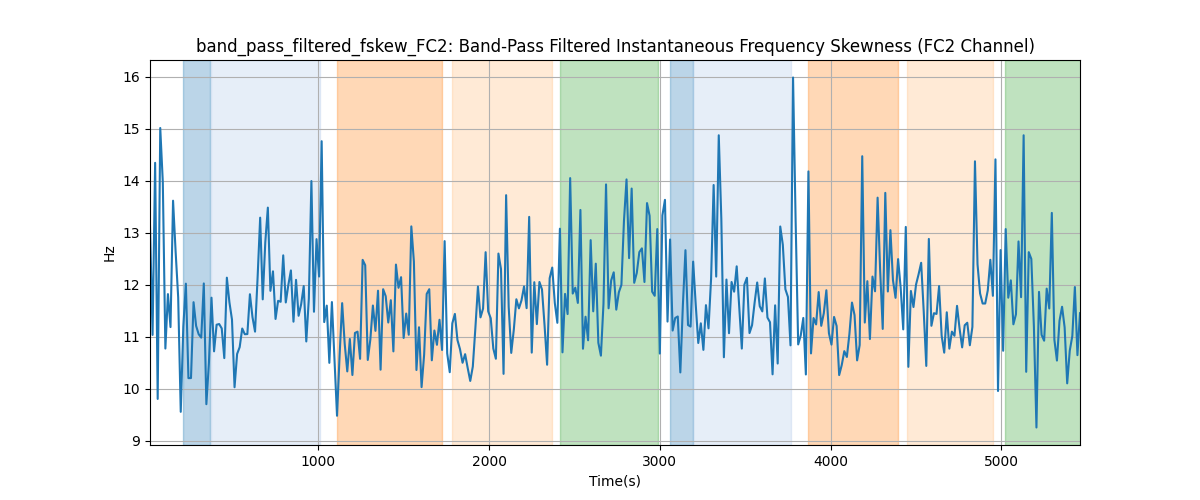 band_pass_filtered_fskew_FC2: Band-Pass Filtered Instantaneous Frequency Skewness (FC2 Channel)
16
15
14
13
12
11
10
9
Hz
1000 2000 3000 4000 5000
Time(s)